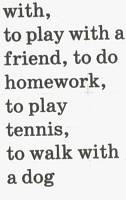 with,
to play with a
friend, to do
homework,
to play
tennis,
to walk with
a dog